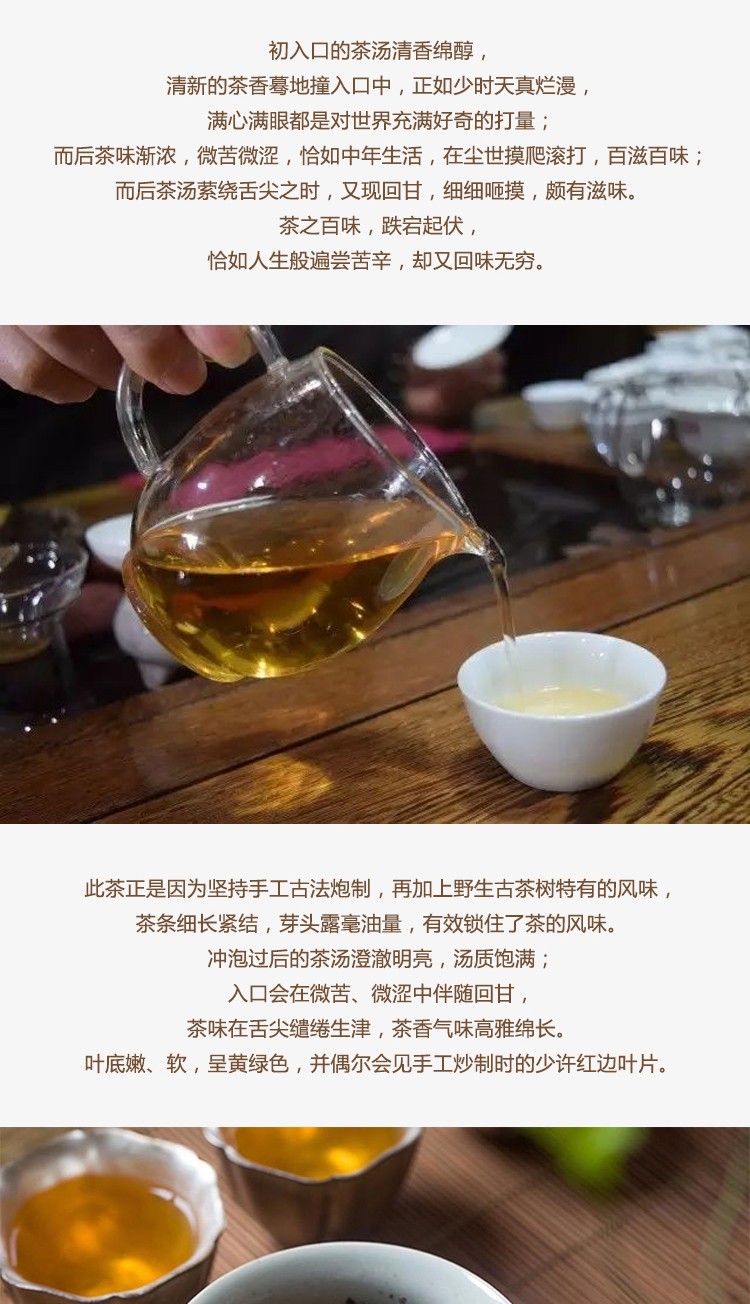 初入口的茶汤清香绵醇，
清新的茶香蓦地撞入口中，正如少时天真烂漫，
满心满眼都是对世界充满好奇的打量；
而后茶味渐浓，微苦微涩，恰如中年生活，在尘世摸爬滚打，百滋百味；
而后茶汤萦绕舌尖之时，又现回甘，细细咂摸，颇有滋味。
茶之百味，跌宕起伏，
恰如人生般遍尝苦辛，却又回味无穷。
此茶正是因为坚持手工古法炮制，再加上野生古茶树特有的风味，
茶条细长紧结，芽头露毫油量，有效锁住了茶的风味。
冲泡过后的茶汤澄澈明亮，汤质饱满；
入口会在微苦、微涩中伴随回甘，
茶味在舌尖缱绻生津，茶香气味高雅绵长。
叶底嫩、软，呈黄绿色，并偶尔会见手工炒制时的少许红边叶片。